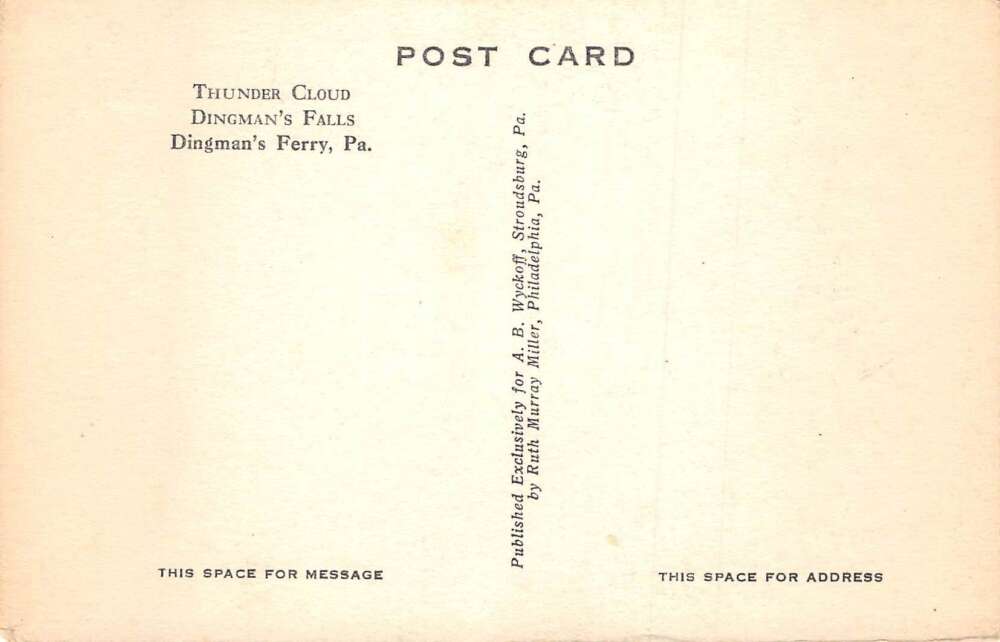 POST CARD
THUNDER CLOUD
DINGMAN'S FALLS
Dingman's Ferry, Pa.
Published Exclusively for A. B. Wyckoff, Stroudsburg, Pa.
by Ruth Murray Miller, Philadelphia, Pa.
THIS SPACE FOR MESSAGE
THIS SPACE FOR ADDRESS